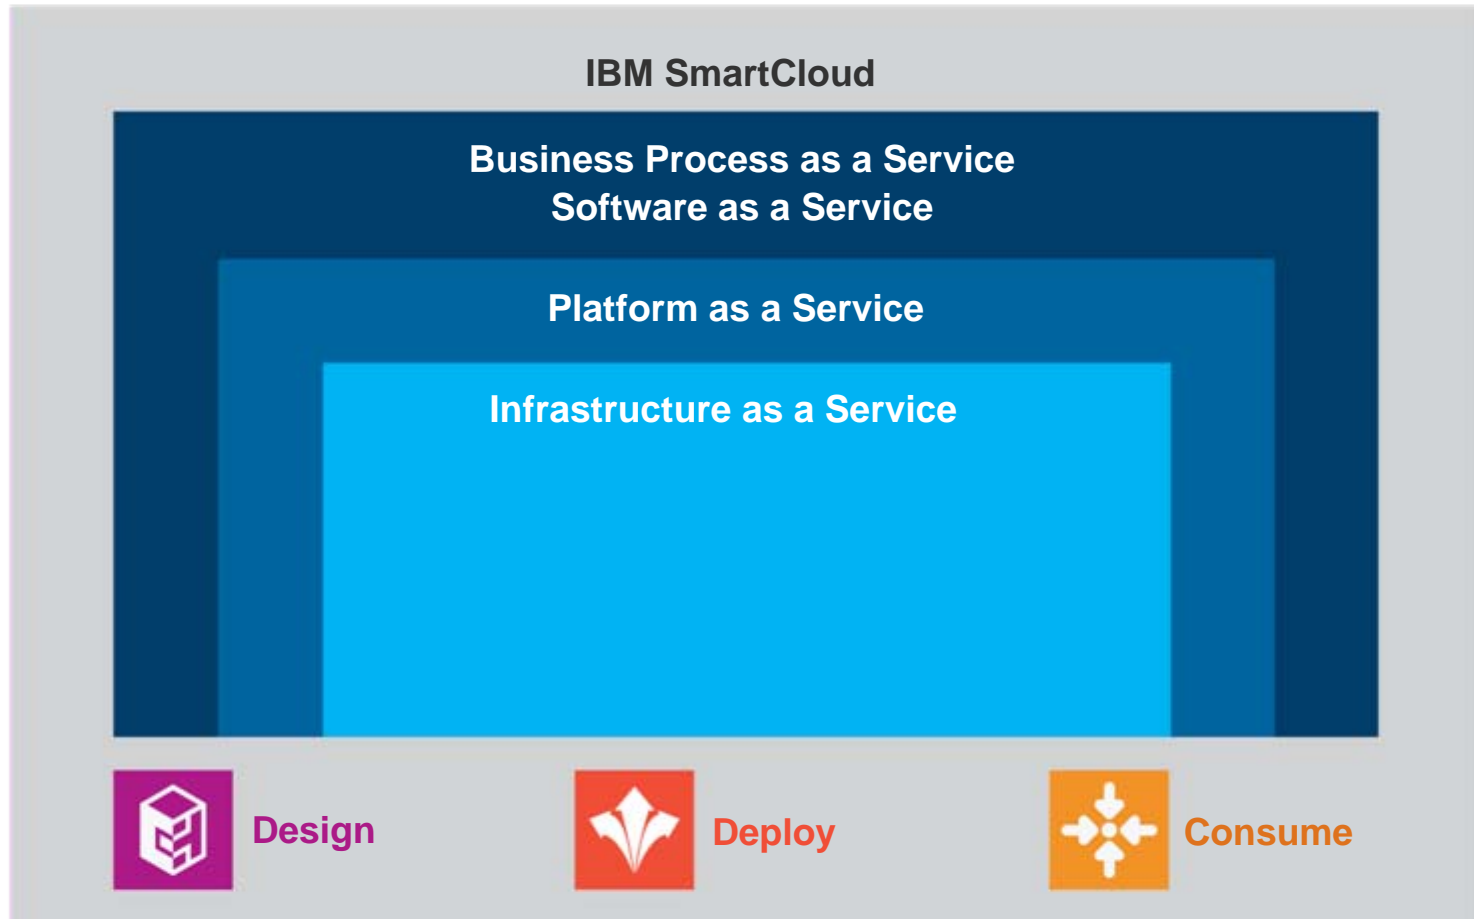 IBM SmartCloud
Business Process as a Service
Software as a Service
Platform as a Service
Infrastructure as a Service
Design
Deploy
Consume